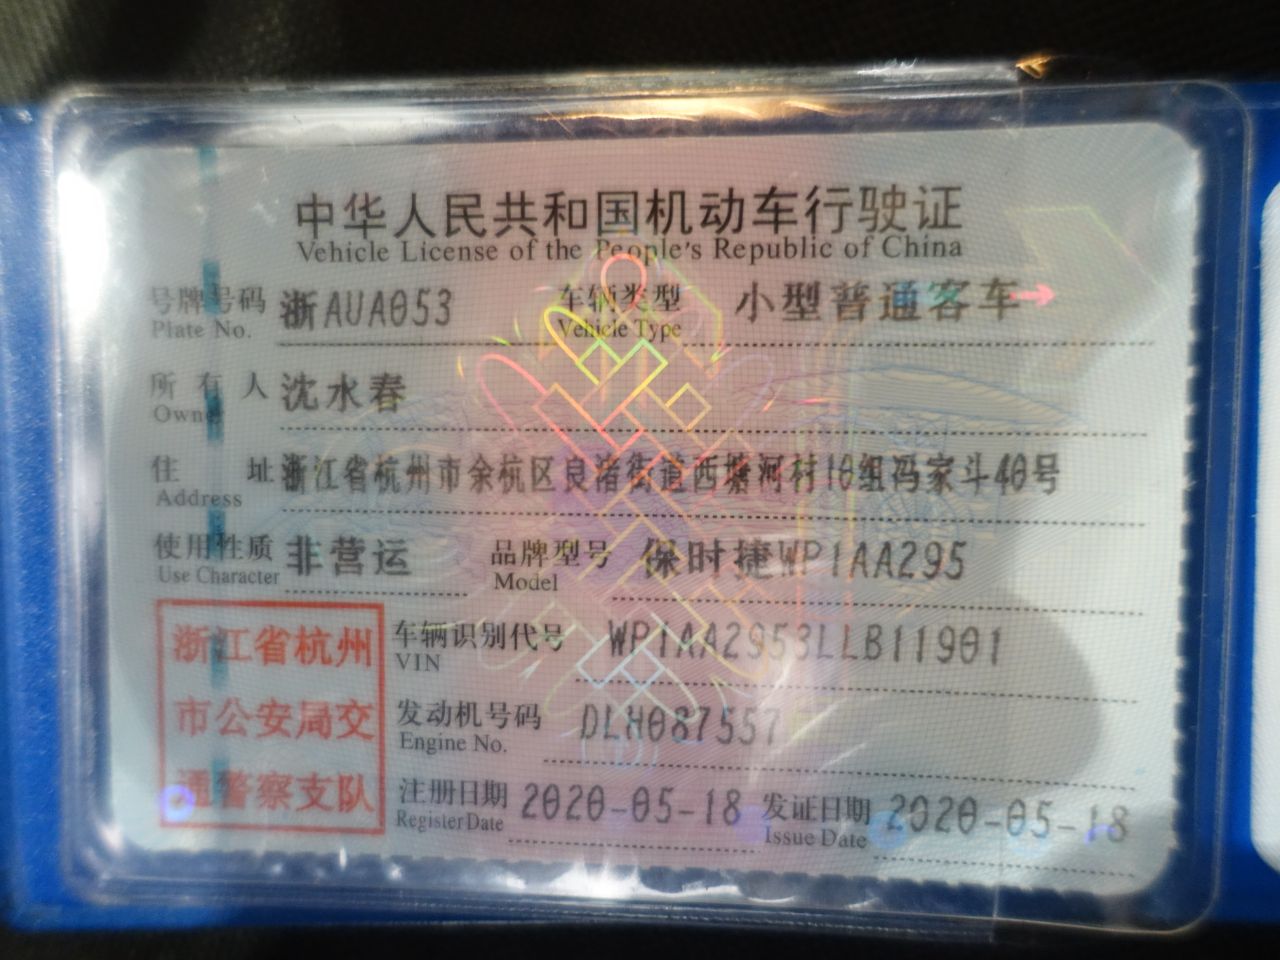 中华人民共和国机动车行驶证
Vehicle License of the People's Republic of China
号牌号码 浙AUA053 车辆类型 小型普通客车
Plate No. Vehicle Type
所有人 沈水春
Owner
住址 浙江省杭州市余杭区良渚街道西塘河村10组冯家斗40号
Address
使用性质 非营运 品牌型号 保时捷WP1AA295
Use Character Model
浙江省杭州
市公安局交
通警察支队
车辆识别代号 WP1AA2953LLB11901
VIN
发动机号码 DLH087557
Engine No.
注册日期 2020-05-18 发证日期 2020-05-18
Register Date Issue Date